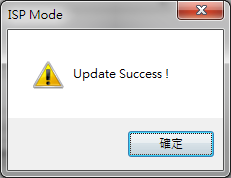 ISP Mode
Update Success !
確定